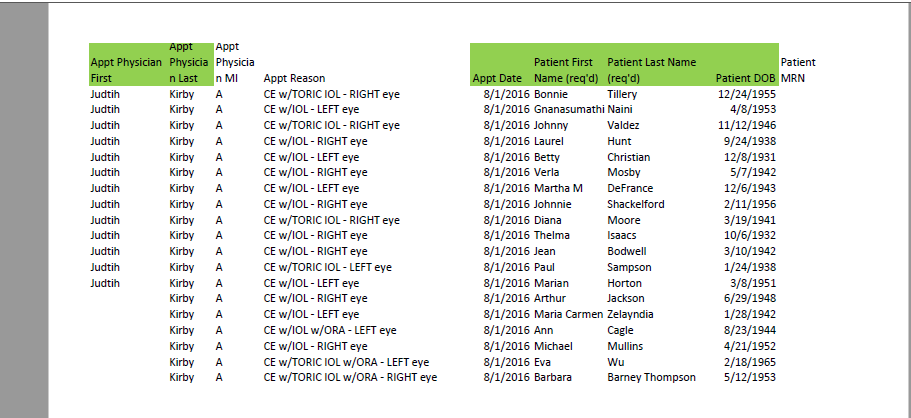 Appt Physician First Appt Physicia n Last Appt Physicia n MI Appt Reason Appt Date Patient First Name (req'd) Patient Last Name (req'd) Patient DOB Patient MRN
Judtih Kirby A CE w/TORIC IOL - RIGHT eye 8/1/2016 Bonnie Tillery 12/24/1955
Judtih Kirby A CE w/IOL - LEFT eye 8/1/2016 Gnanasumathi Naini 4/8/1953
Judtih Kirby A CE w/TORIC IOL - RIGHT eye 8/1/2016 Johnny Valdez 11/12/1946
Judtih Kirby A CE w/IOL - RIGHT eye 8/1/2016 Laurel Hunt 9/24/1938
Judtih Kirby A CE w/IOL - LEFT eye 8/1/2016 Betty Christian 12/8/1931
Judtih Kirby A CE w/IOL - RIGHT eye 8/1/2016 Verla Mosby 5/7/1942
Judtih Kirby A CE w/IOL - LEFT eye 8/1/2016 Martha M DeFrance 12/6/1943
Judtih Kirby A CE w/IOL - RIGHT eye 8/1/2016 Johnnie Shackelford 2/11/1956
Judtih Kirby A CE w/TORIC IOL - RIGHT eye 8/1/2016 Diana Moore 3/19/1941
Judtih Kirby A CE w/IOL - RIGHT eye 8/1/2016 Thelma Isaacs 10/6/1932
Judtih Kirby A CE w/IOL - RIGHT eye 8/1/2016 Jean Bodwell 3/10/1942
Judtih Kirby A CE w/TORIC IOL - LEFT eye 8/1/2016 Paul Sampson 1/24/1938
Judtih Kirby A CE w/IOL - LEFT eye 8/1/2016 Marian Horton 3/8/1951
Kirby A CE w/IOL - RIGHT eye 8/1/2016 Arthur Jackson 6/29/1948
Kirby A CE w/IOL - LEFT eye 8/1/2016 Maria Carmen Zelayndia 1/28/1942
Kirby A CE w/IOL w/ORA - LEFT eye 8/1/2016 Ann Cagle 8/23/1944
Kirby A CE w/IOL - RIGHT eye 8/1/2016 Michael Mullins 4/21/1952
Kirby A CE w/TORIC IOL w/ORA - LEFT eye 8/1/2016 Eva Wu 2/18/1965
Kirby A CE w/TORIC IOL w/ORA - RIGHT eye 8/1/2016 Barbara Barney Thompson 5/12/1953